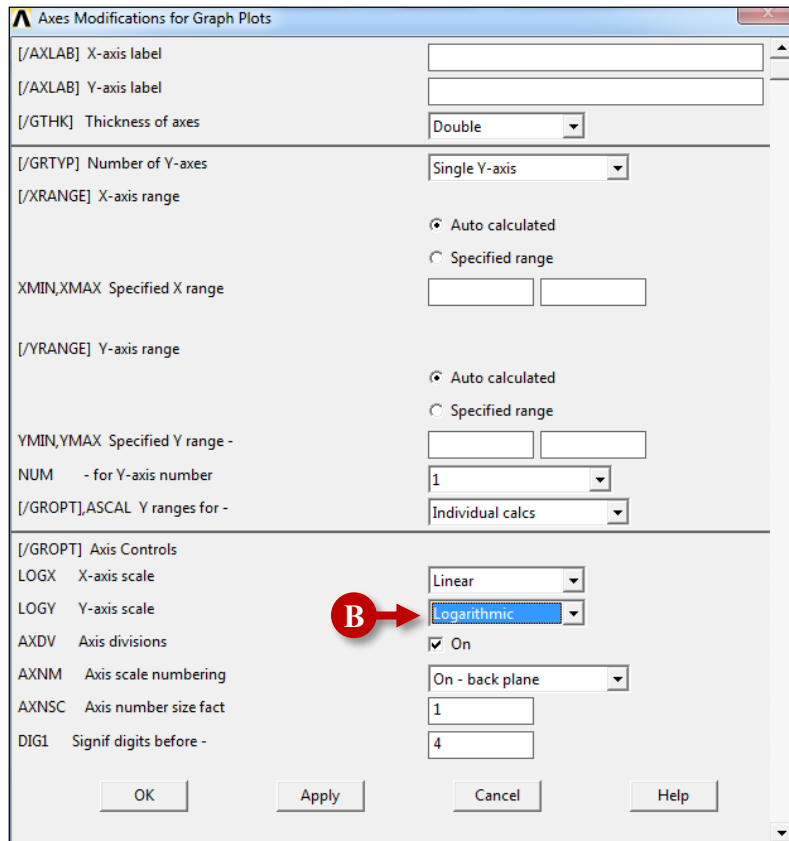 Axes Modifications for Graph Plots
[/AXLAB] X-axis label
[/AXLAB] Y-axis label
[/GTHK] Thickness of axes Double
[/GRTYP] Number of Y-axes Single Y-axis
[/XRANGE] X-axis range
Auto calculated
Specified range
XMIN,XMAX Specified X range
[/YRANGE] Y-axis range
Auto calculated
Specified range
YMIN,YMAX Specified Y range -
NUM - for Y-axis number 1
[/GROPT],ASCAL Y ranges for - Individual calcs
[/GROPT] Axis Controls
LOGX X-axis scale Linear
LOGY Y-axis scale B Logarithmic
AXDV Axis divisions On
AXNM Axis scale numbering On - back plane
AXNSC Axis number size fact 1
DIG1 Signif digits before - 4
OK Apply Cancel Help